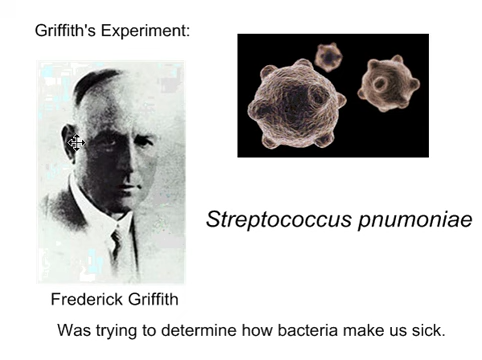 Griffith's Experiment:
Streptococcus pnumoniae
Frederick Griffith
Was trying to determine how bacteria make us sick.